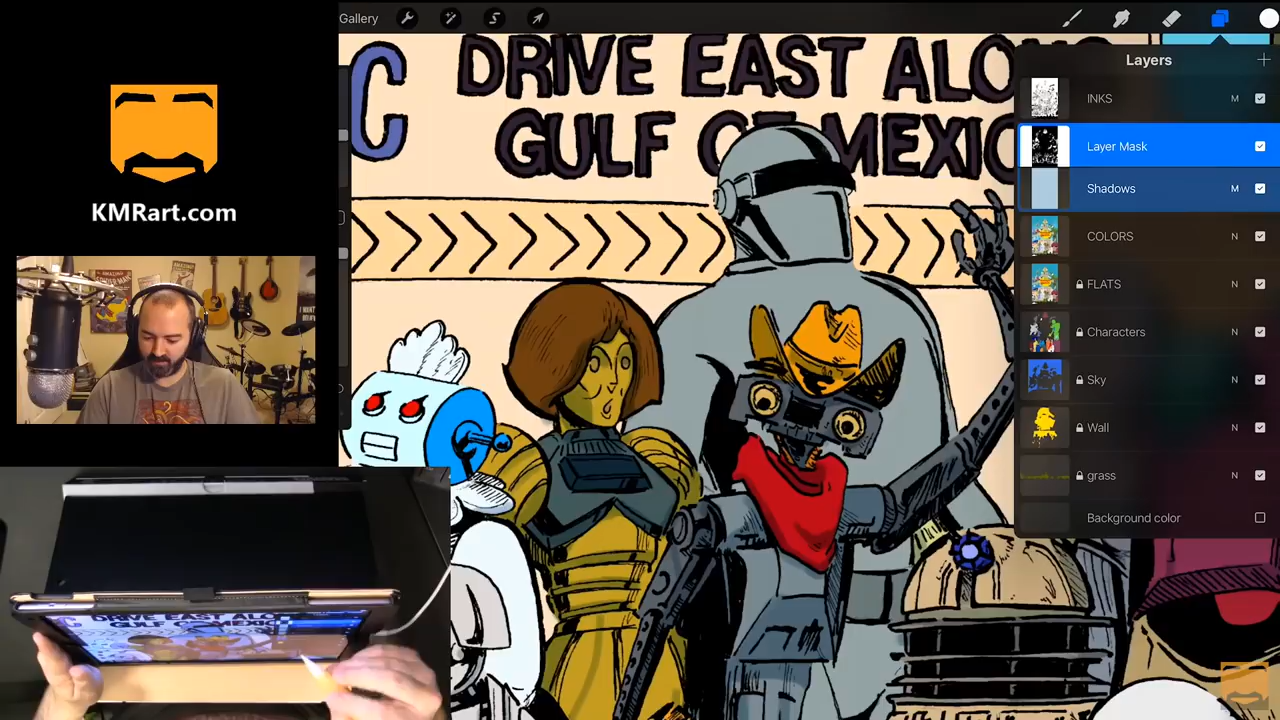 Gallery
S
KMRart.com
C
DRIVE EAST ALO
GULF OF MEXIC
Layers
INKS
M
Layer Mask
Shadows
M
COLORS
N
FLATS
N
Characters
N
Sky
N
Wall
N
grass
N
Background color